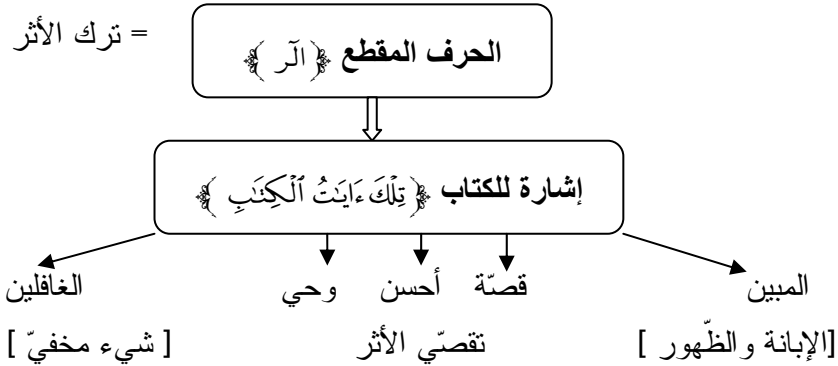 الحرف المقطع ﴿ الٓر ﴾ = ترك الأثر
إشارة للكتاب ﴿ تِلۡكَ ءَايَٰتُ ٱلۡكِتَٰبِ ﴾
المبين قصّة أحسن وحي الغافلين
[الإبانة والظّهور ] تقصّي الأثر [ شيء مخفيّ ]